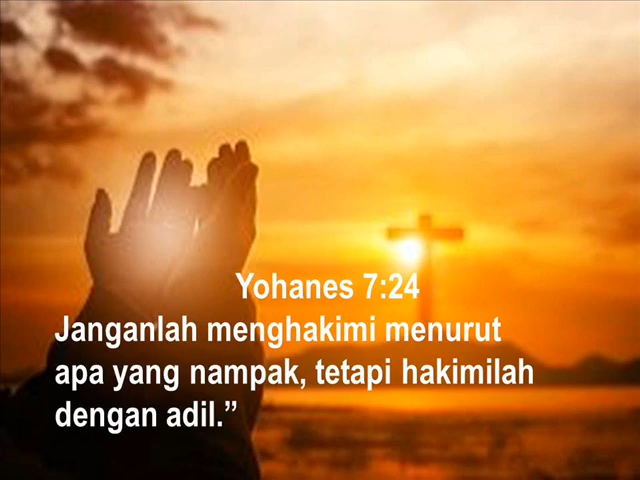 Yohanes 7:24
Janganlah menghakimi menurut
apa yang nampak, tetapi hakimilah
dengan adil.”